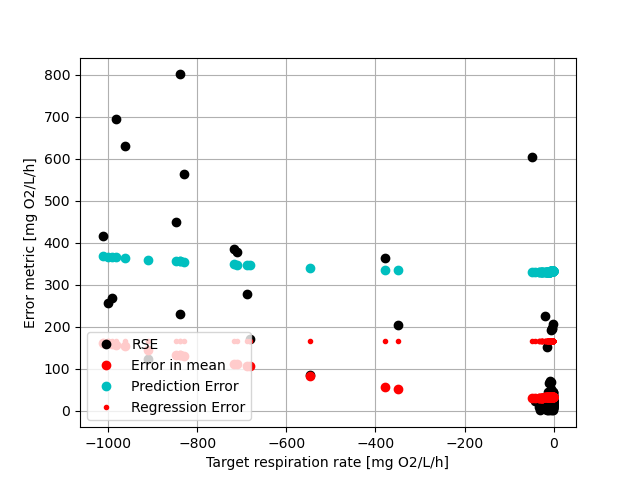 800
700
600
500
400
300
200
100
0
Error metric [mg O2/L/h]
RSE
Error in mean
Prediction Error
Regression Error
−1000 −800 −600 −400 −200 0
Target respiration rate [mg O2/L/h]